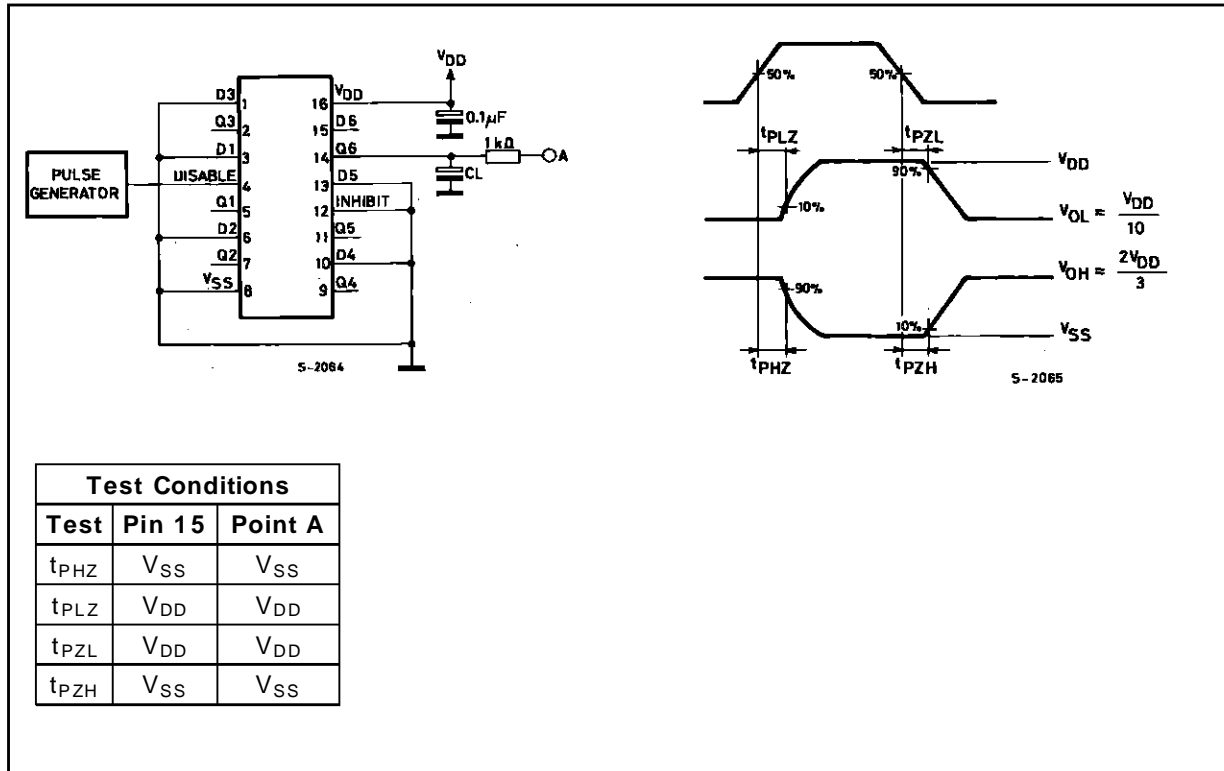 VDD
D3
1
16
VDD
0.1µF
Q3
2
15
D6
1kΩ
A
D1
3
14
Q6
CL
PULSE
GENERATOR
DISABLE
4
13
D5
Q1
5
12
INHIBIT
D2
6
11
Q5
Q2
7
10
D4
VSS
8
9
Q4
S-2064
50%
50%
tPLZ
tPZL
VDD
90%
10%
VOL ≈ VDD
10
VOH ≈ 2VDD
3
90%
10%
VSS
tPHZ
tPZH
S-2065
Test Conditions
Test Pin 15 Point A
tPHZ VSS VSS
tPLZ VDD VDD
tPZL VDD VDD
tPZH VSS VSS